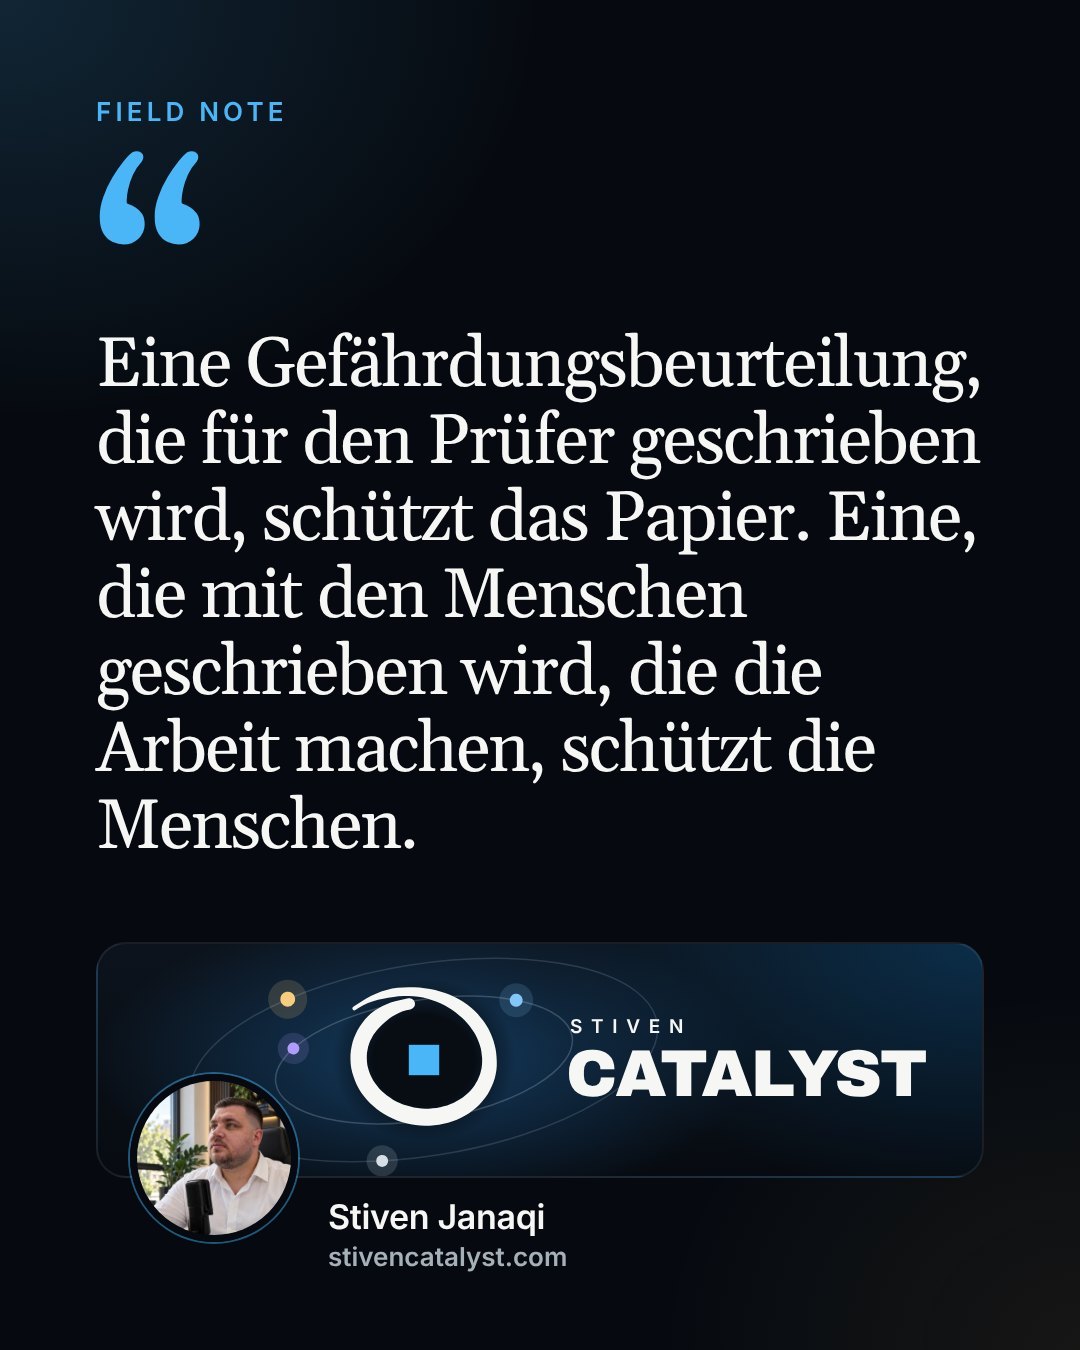 FIELD NOTE
“
Eine Gefährdungsbeurteilung,
die für den Prüfer geschrieben
wird, schützt das Papier. Eine,
die mit den Menschen
geschrieben wird, die die
Arbeit machen, schützt die
Menschen.
STIVEN
CATALYST
Stiven Janaqi
stivencatalyst.com